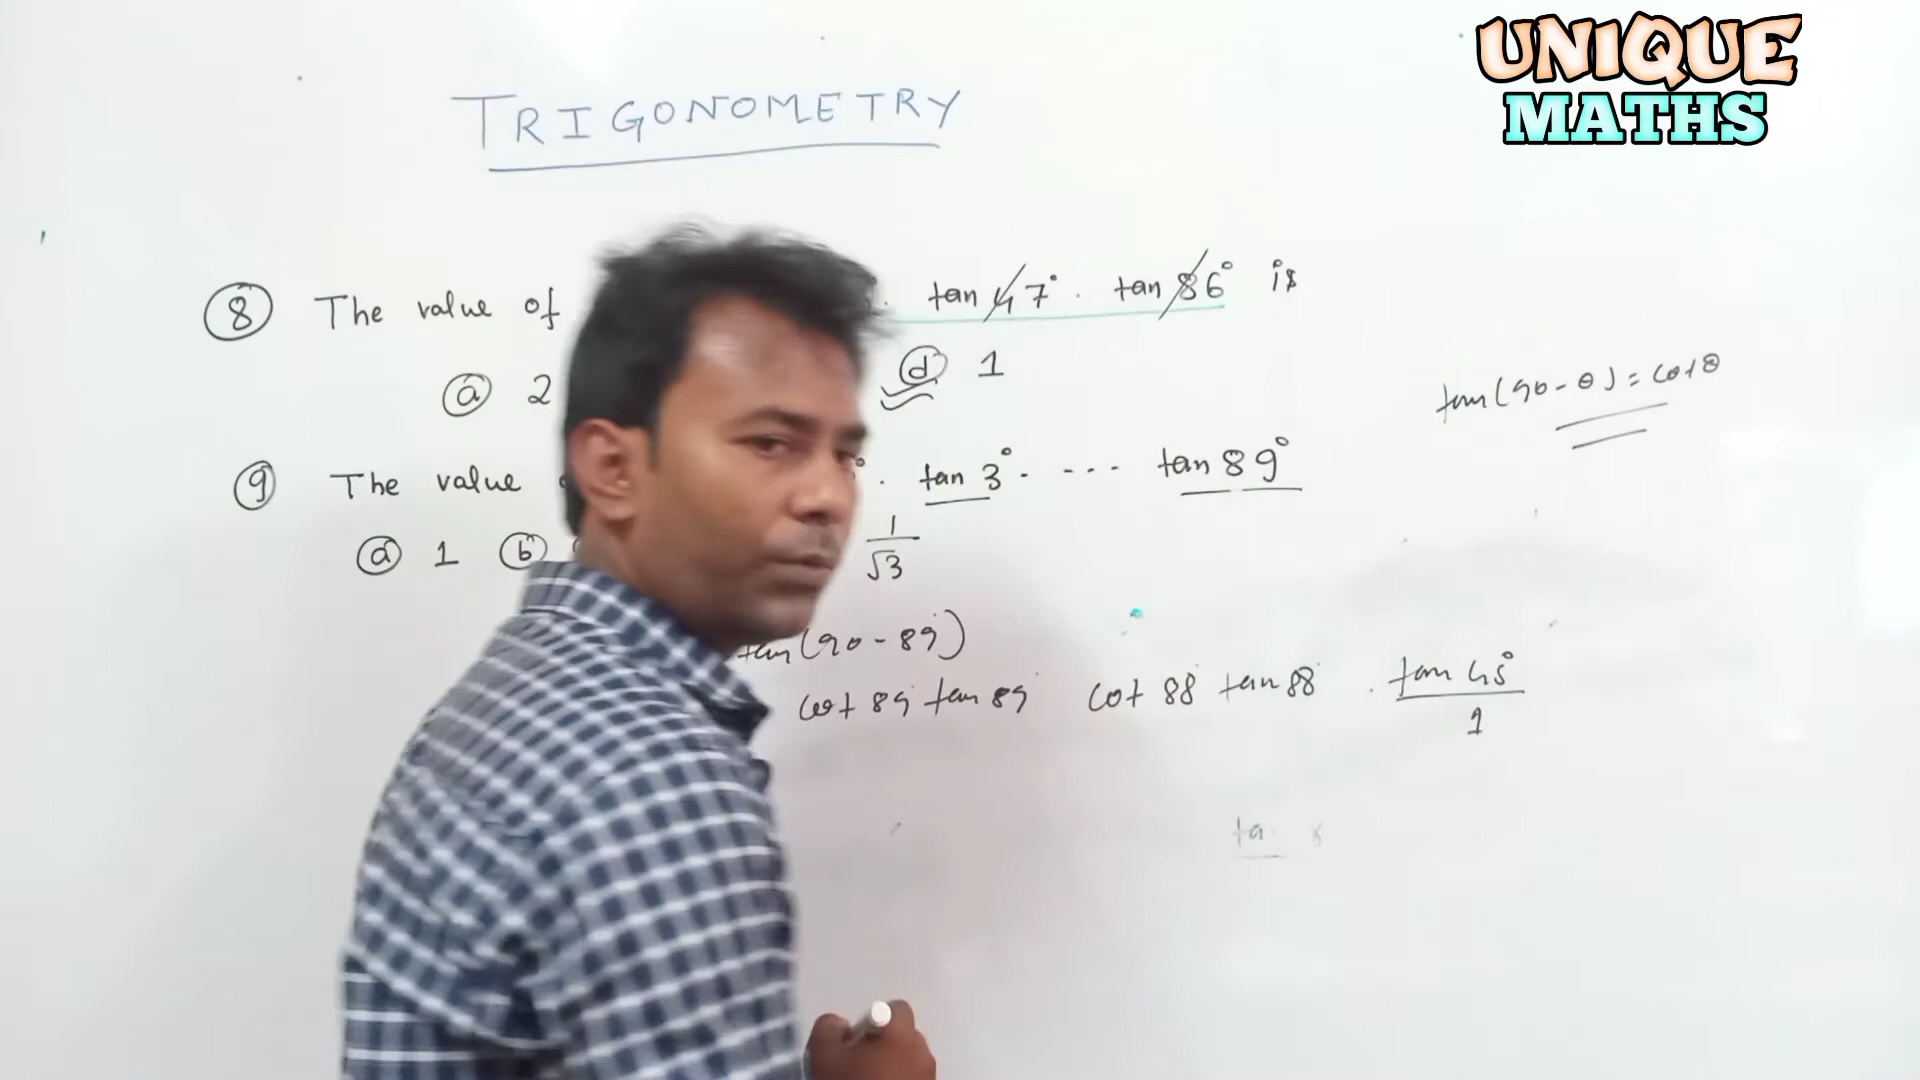 UNIQUE
MATHS
TRIGONOMETRY
⑧ The value of tan 47° . tan 86° is
ⓐ 2 ⓓ 1
tan(90-θ) = cotθ
⑨ The value . tan 3° . --- tan 89°
ⓐ 1 ⓑ 1/√3
tan(90-89)
cot 89 tan 89 cot 88 tan 88 . tan 45°
1